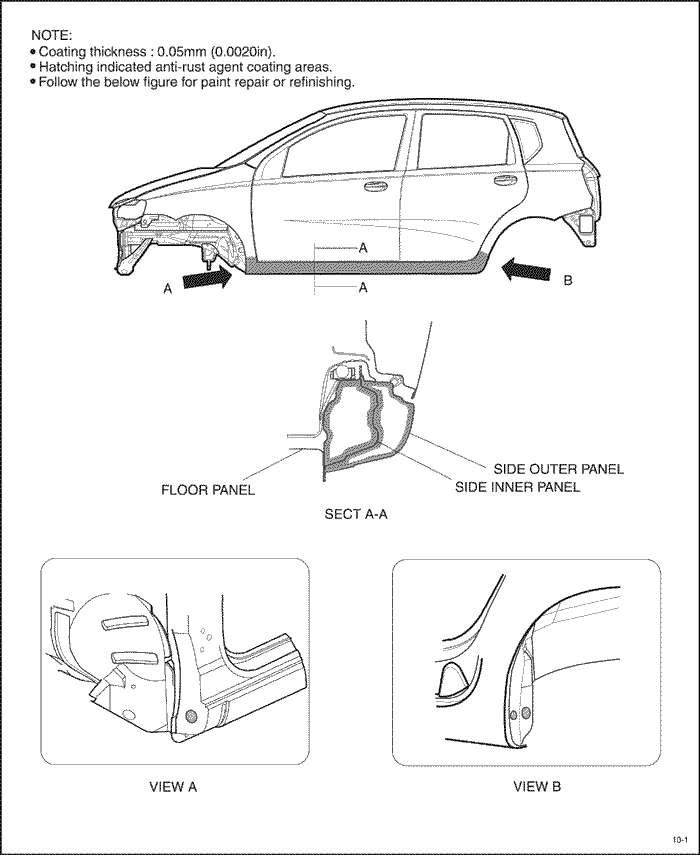 NOTE:
• Coating thickness : 0.05mm (0.0020in).
• Hatching indicated anti-rust agent coating areas.
• Follow the below figure for paint repair or refinishing.
A
A
A
B
SIDE OUTER PANEL
FLOOR PANEL
SIDE INNER PANEL
SECT A-A
VIEW A
VIEW B
10-1